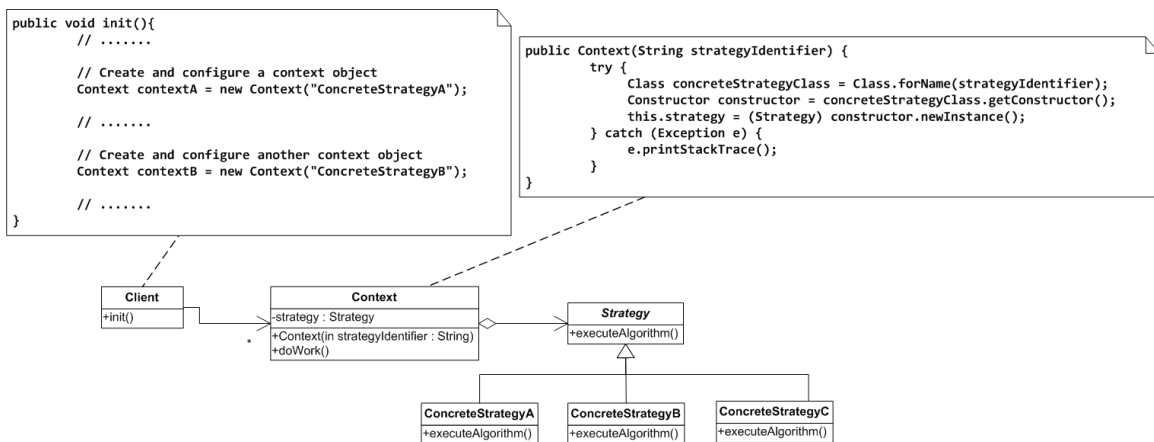 public void init(){
// .......
// Create and configure a context object
Context contextA = new Context("ConcreteStrategyA");
// .......
// Create and configure another context object
Context contextB = new Context("ConcreteStrategyB");
// .......
}
public Context(String strategyIdentifier) {
try {
Class concreteStrategyClass = Class.forName(strategyIdentifier);
Constructor constructor = concreteStrategyClass.getConstructor();
this.strategy = (Strategy) constructor.newInstance();
} catch (Exception e) {
e.printStackTrace();
}
}
Client
+init()
*
Context
-strategy : Strategy
+Context(in strategyIdentifier : String)
+doWork()
Strategy
+executeAlgorithm()
ConcreteStrategyA
+executeAlgorithm()
ConcreteStrategyB
+executeAlgorithm()
ConcreteStrategyC
+executeAlgorithm()